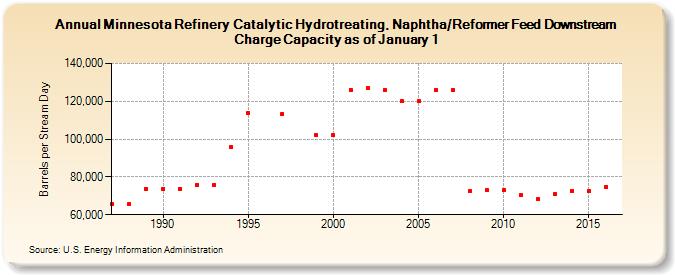 Annual Minnesota Refinery Catalytic Hydrotreating, Naphtha/Reformer Feed Downstream
Charge Capacity as of January 1
Barrels per Stream Day
140,000
120,000
100,000
80,000
60,000
1990
1995
2000
2005
2010
2015
Source: U.S. Energy Information Administration